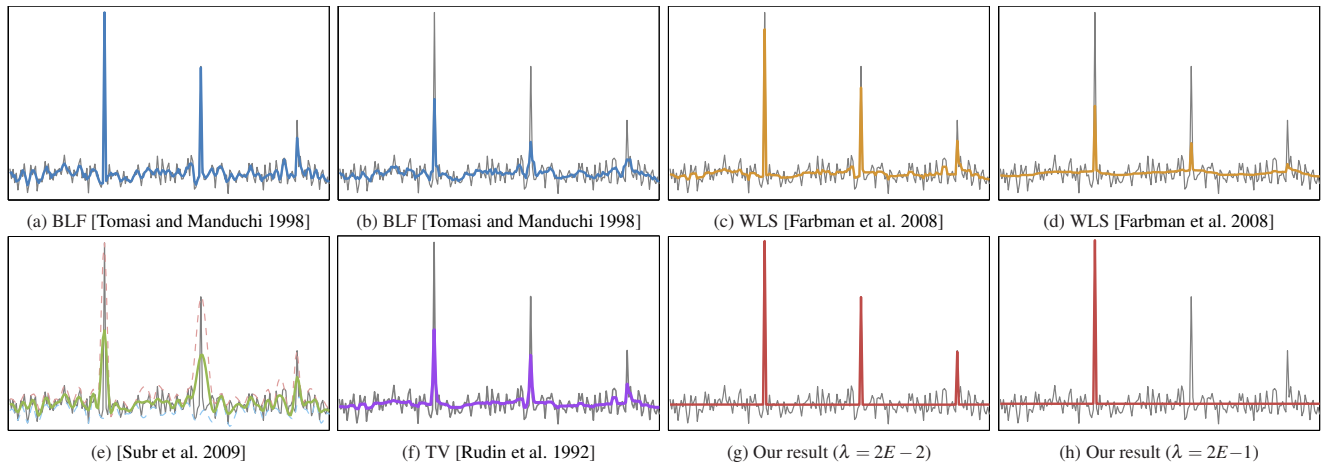 (a) BLF [Tomasi and Manduchi 1998]
(b) BLF [Tomasi and Manduchi 1998]
(c) WLS [Farbman et al. 2008]
(d) WLS [Farbman et al. 2008]
(e) [Subr et al. 2009]
(f) TV [Rudin et al. 1992]
(g) Our result (λ = 2E − 2)
(h) Our result (λ = 2E−1)